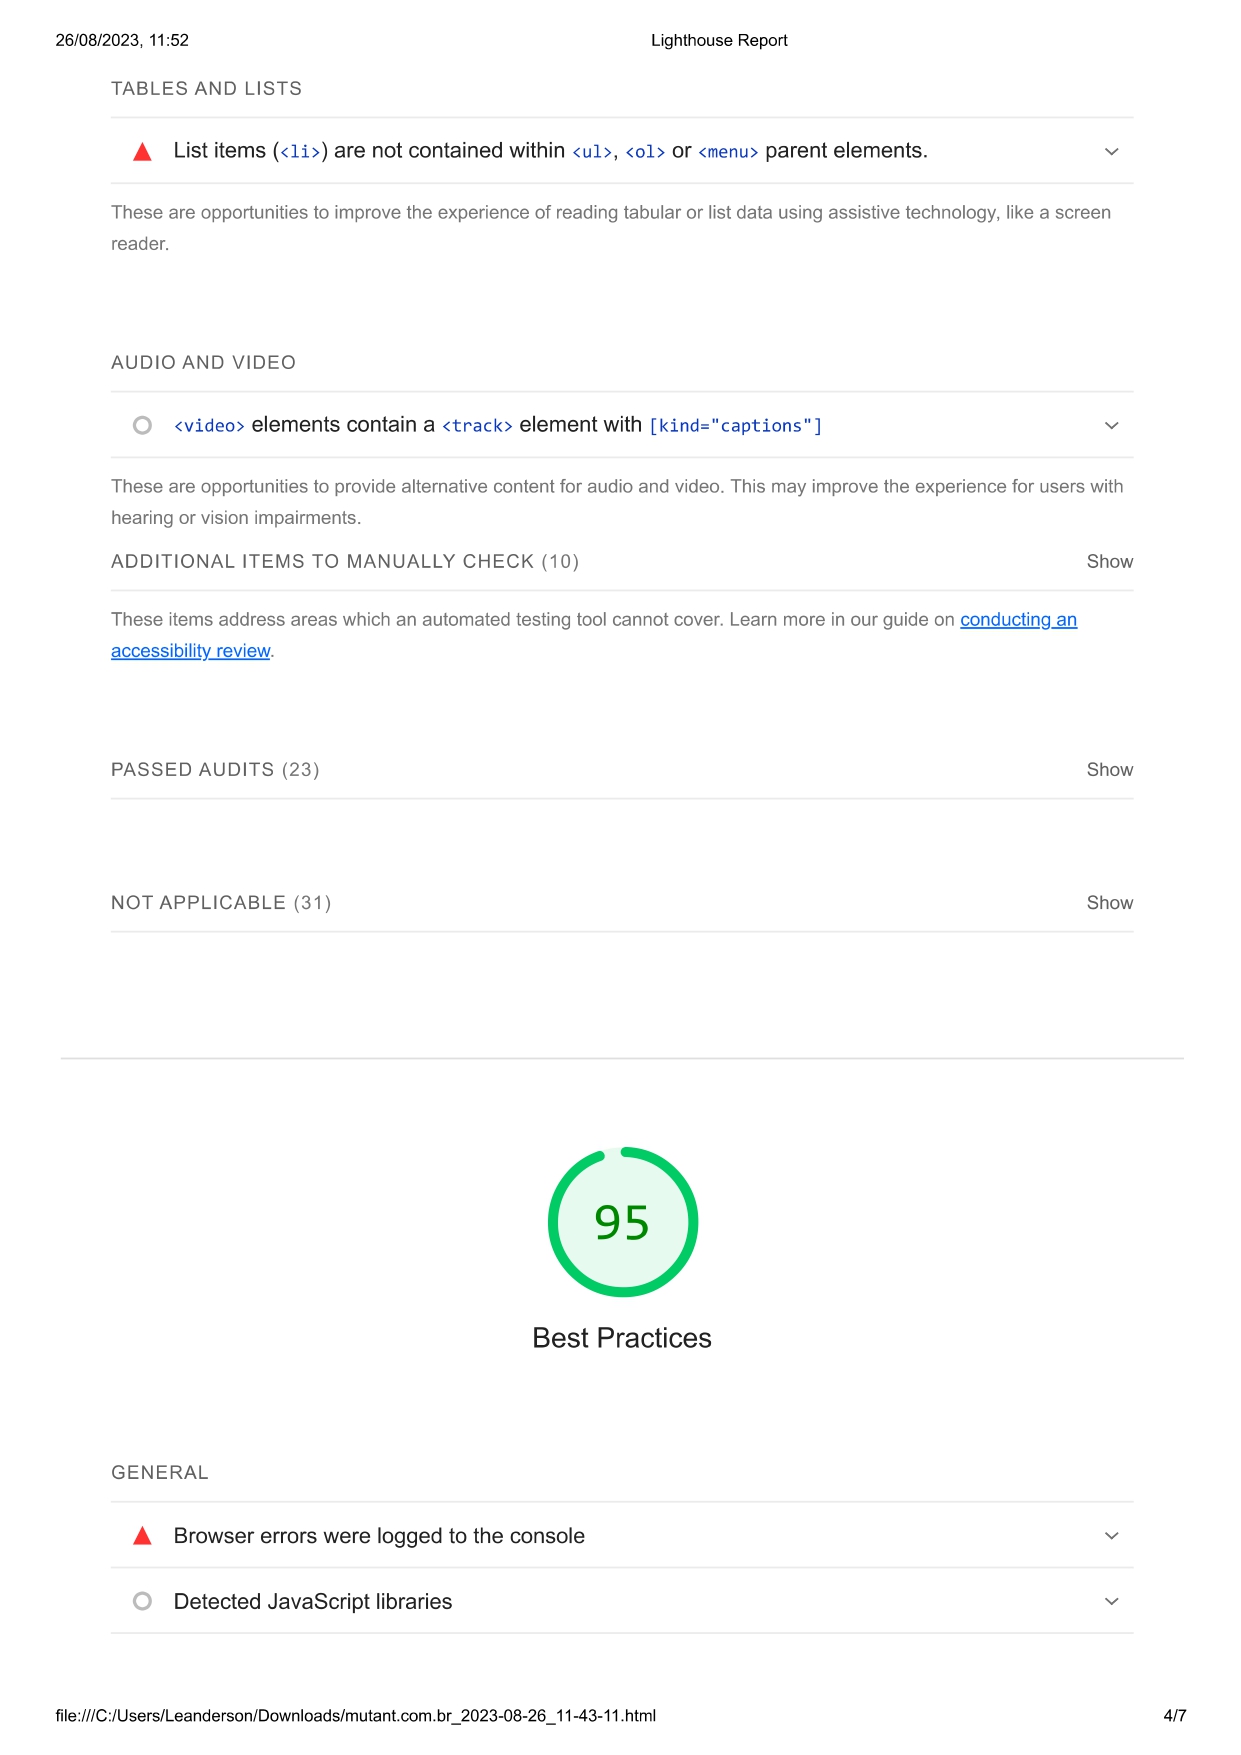 26/08/2023, 11:52 Lighthouse Report
TABLES AND LISTS
List items (<li>) are not contained within <ul>, <ol> or <menu> parent elements.
These are opportunities to improve the experience of reading tabular or list data using assistive technology, like a screen
reader.
AUDIO AND VIDEO
<video> elements contain a <track> element with [kind="captions"]
These are opportunities to provide alternative content for audio and video. This may improve the experience for users with
hearing or vision impairments.
ADDITIONAL ITEMS TO MANUALLY CHECK (10) Show
These items address areas which an automated testing tool cannot cover. Learn more in our guide on conducting an
accessibility review.
PASSED AUDITS (23) Show
NOT APPLICABLE (31) Show
95
Best Practices
GENERAL
Browser errors were logged to the console
Detected JavaScript libraries
file:///C:/Users/Leanderson/Downloads/mutant.com.br_2023-08-26_11-43-11.html 4/7